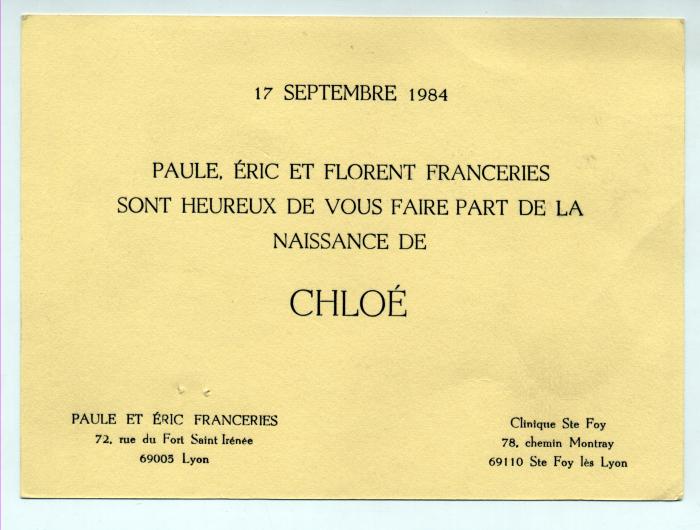 17 SEPTEMBRE 1984
PAULE, ÉRIC ET FLORENT FRANCERIES
SONT HEUREUX DE VOUS FAIRE PART DE LA
NAISSANCE DE
CHLOÉ
PAULE ET ÉRIC FRANCERIES
72, rue du Fort Saint Irénée
69005 Lyon
Clinique Ste Foy
78, chemin Montray
69110 Ste Foy lès Lyon